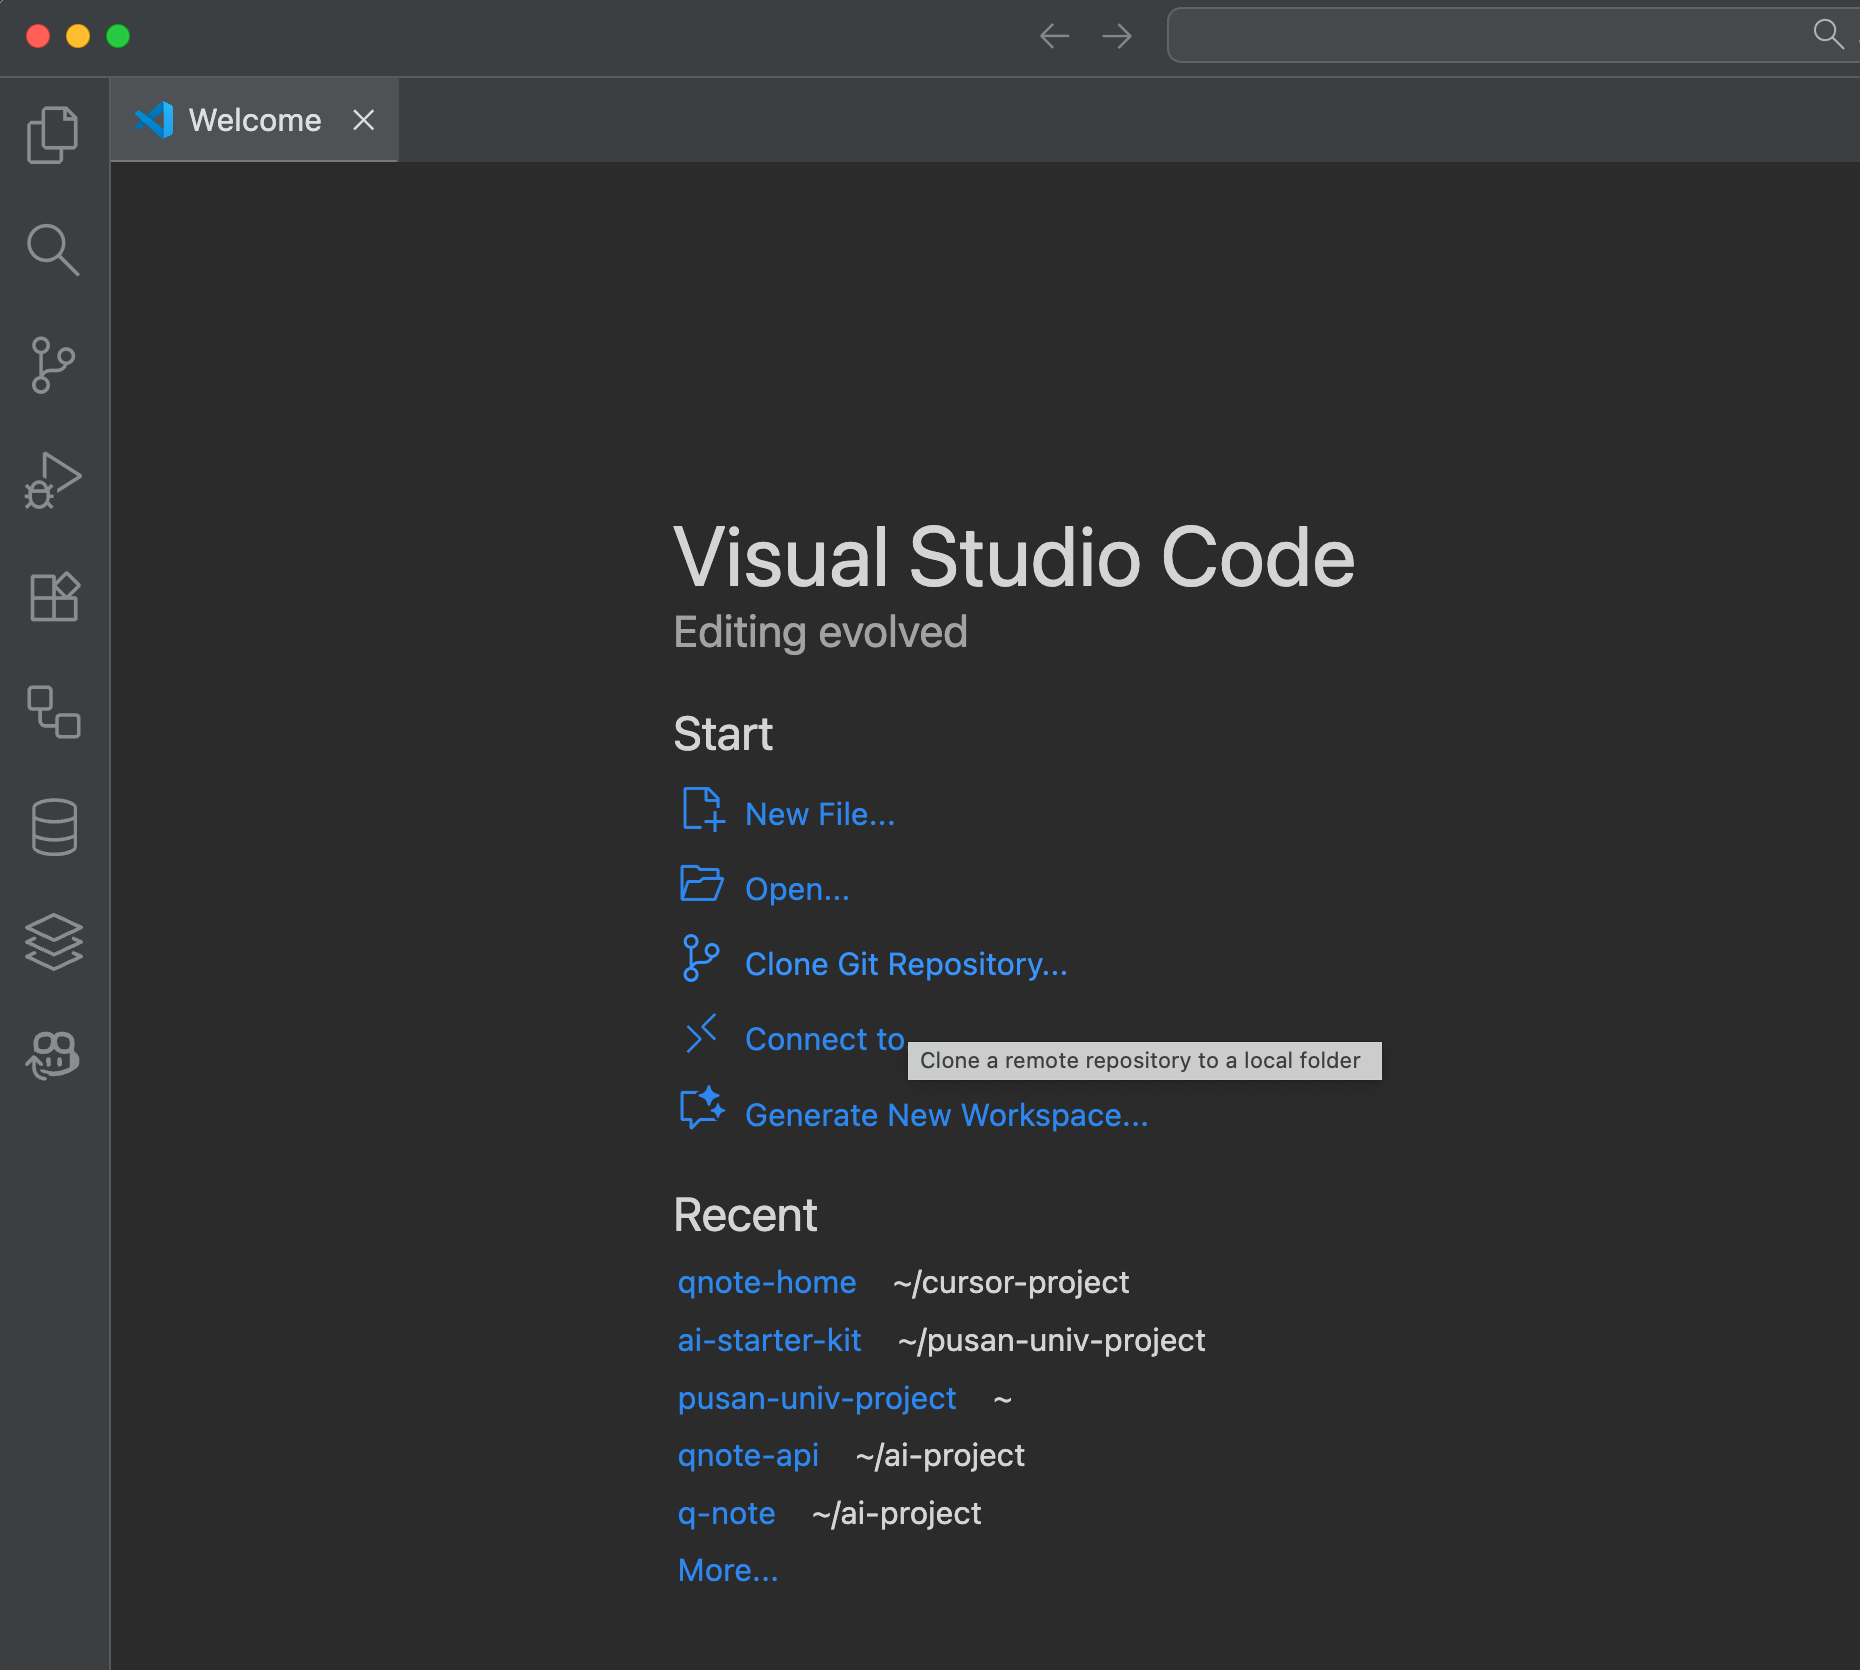 Welcome
Visual Studio Code
Editing evolved
Start
New File...
Open...
Clone Git Repository...
Connect to
Clone a remote repository to a local folder
Generate New Workspace...
Recent
qnote-home ~/cursor-project
ai-starter-kit ~/pusan-univ-project
pusan-univ-project ~
qnote-api ~/ai-project
q-note ~/ai-project
More...